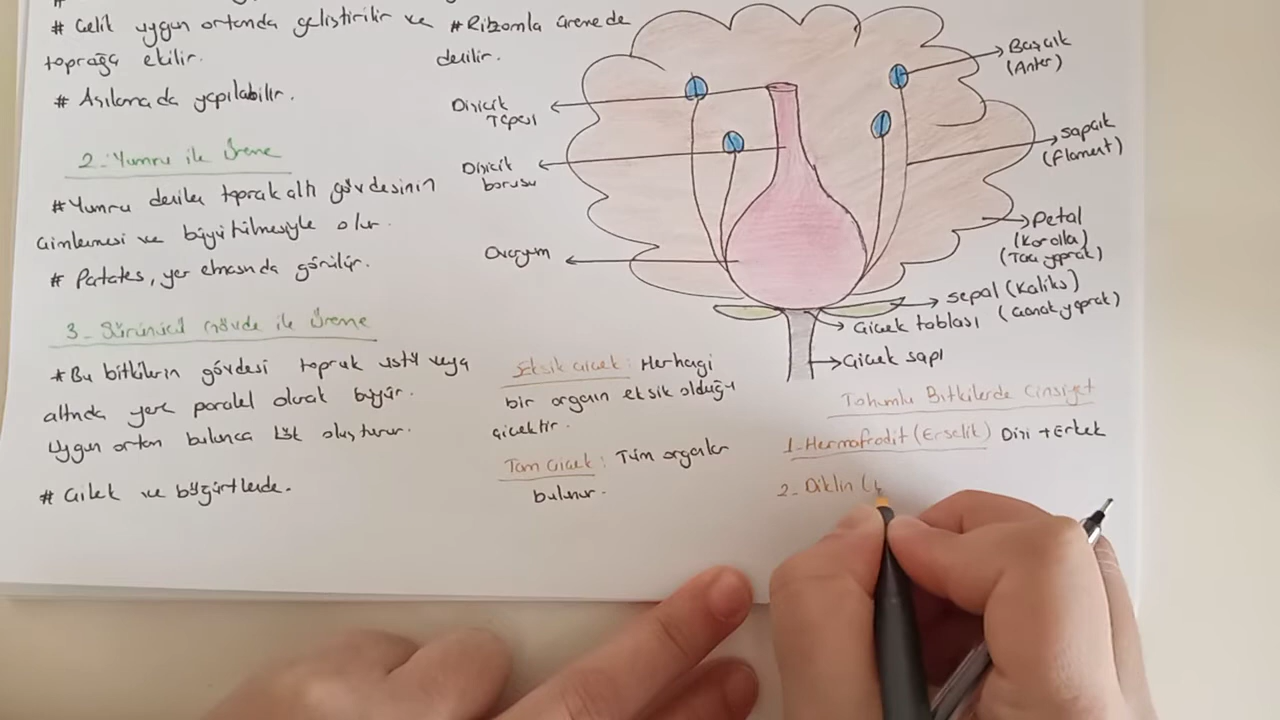 # Çelik uygun ortamda geliştirilir ve
toprağa ekilir.
# Aşılama da yapılabilir.
2. Yumru ile Üreme
# Yumru denilen toprak altı gövdesinin
çimlenmesi ve büyütülmesiyle olur.
# Patates, yer elmasında görülür.
3- Sürünücü Gövde ile Üreme
# Bu bitkilerin gövdesi toprak üstü veya
altında yere paralel olarak büyür.
Uygun ortam bulunca kök oluşturur.
# Çilek ve böğürtlende.
# Rizomla üreme de
denilir.
Dişicik
Tepesi
Dişicik
borusu
Ovaryum
Başçık
(Anter)
sapçık
(filament)
Petal
(Korolla)
(Taç yaprak)
Sepal (Kaliks)
(Çanak yaprak)
Çiçek tablası
Çiçek sapı
Eksik Çiçek: Herhangi
bir organın eksik olduğu
çiçektir.
Tam Çiçek: Tüm organlar
bulunur.
Tohumlu Bitkilerde Cinsiyet
1. Hermafrodit (Erselik) Dişi + Erkek
2- Diklin (